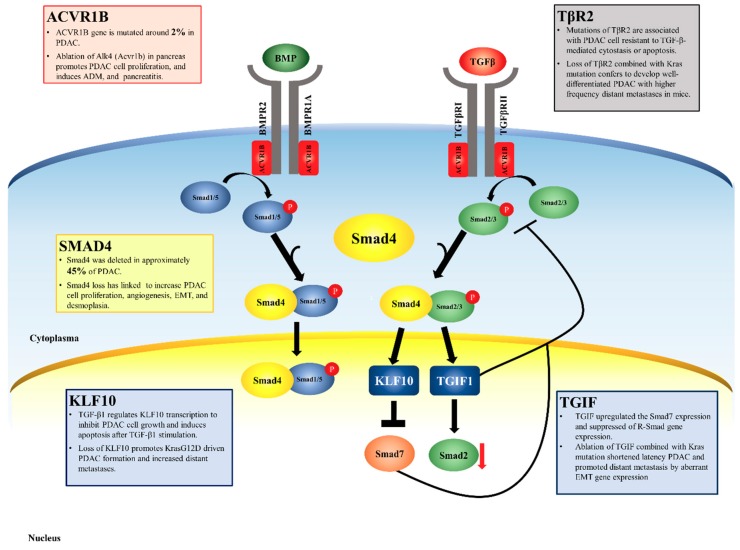 ACVR1B
• ACVR1B gene is mutated around 2% in
PDAC.
• Ablation of Alk4 (Acvr1b) in pancreas
promotes PDAC cell proliferation, and
induces ADM, and pancreatitis.
TβR2
• Mutations of TβR2 are associated
with PDAC cell resistant to TGF-β-
mediated cytostasis or apoptosis.
• Loss of TβR2 combined with Kras
mutation confers to develop well-
differentiated PDAC with higher
frequency distant metastases in mice.
BMP
TGFβ
BMPR2
BMPR1A
TGFβRI
TGFβRII
ACVR1B
ACVR1B
ACVR1B
ACVR1B
Smad1/5
Smad1/5
P
Smad2/3
P
Smad2/3
Smad4
SMAD4
• Smad4 was deleted in approximately
45% of PDAC.
• Smad4 loss has linked to increase PDAC
cell proliferation, angiogenesis, EMT, and
desmoplasia.
Smad4
Smad1/5
P
Smad4
Smad2/3
P
Cytoplasma
Smad4
Smad1/5
P
KLF10
TGIF1
KLF10
• TGF-β1 regulates KLF10 transcription to
inhibit PDAC cell growth and induces
apoptosis after TGF-β1 stimulation.
• Loss of KLF10 promotes KrasG12D driven
PDAC formation and increased distant
metastases.
Smad7
Smad2
TGIF
• TGIF upregulated the Smad7 expression
and suppressed of R-Smad gene
expression.
• Ablation of TGIF combined with Kras
mutation shortened latency PDAC and
promoted distant metastasis by aberrant
EMT gene expression
Nucleus